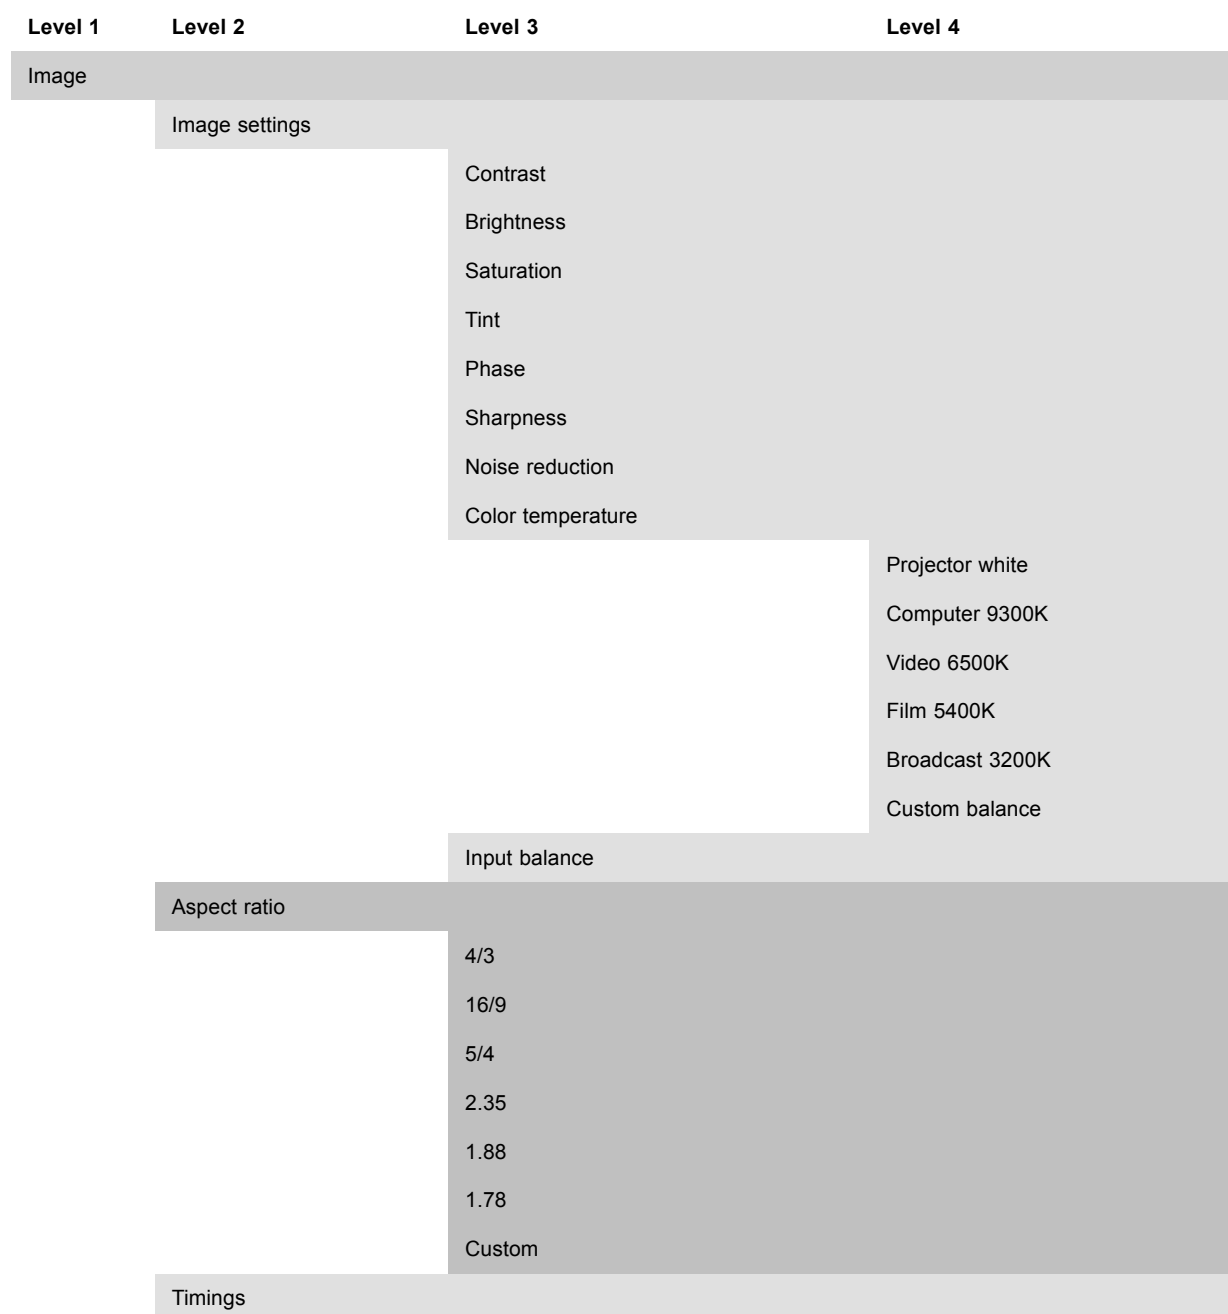 Level 1 Level 2 Level 3 Level 4
Image
Image settings
Contrast
Brightness
Saturation
Tint
Phase
Sharpness
Noise reduction
Color temperature
Projector white
Computer 9300K
Video 6500K
Film 5400K
Broadcast 3200K
Custom balance
Input balance
Aspect ratio
4/3
16/9
5/4
2.35
1.88
1.78
Custom
Timings